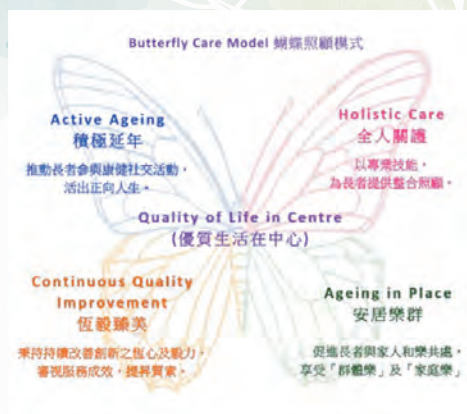 Butterfly Care Model 蝴蝶照顧模式
Active Ageing
積極延年
推動長者參與康健社交活動，
活出正向人生。
Holistic Care
全人關護
以專業技能，
為長者提供整合照顧。
Quality of Life in Centre
(優質生活在中心)
Continuous Quality
Improvement
恆毅臻美
秉持持續改善創新之恆心及毅力，
審視服務成效，提昇質素。
Ageing in Place
安居樂群
促進長者與家人和樂共處，
享受「群體樂」及「家庭樂」